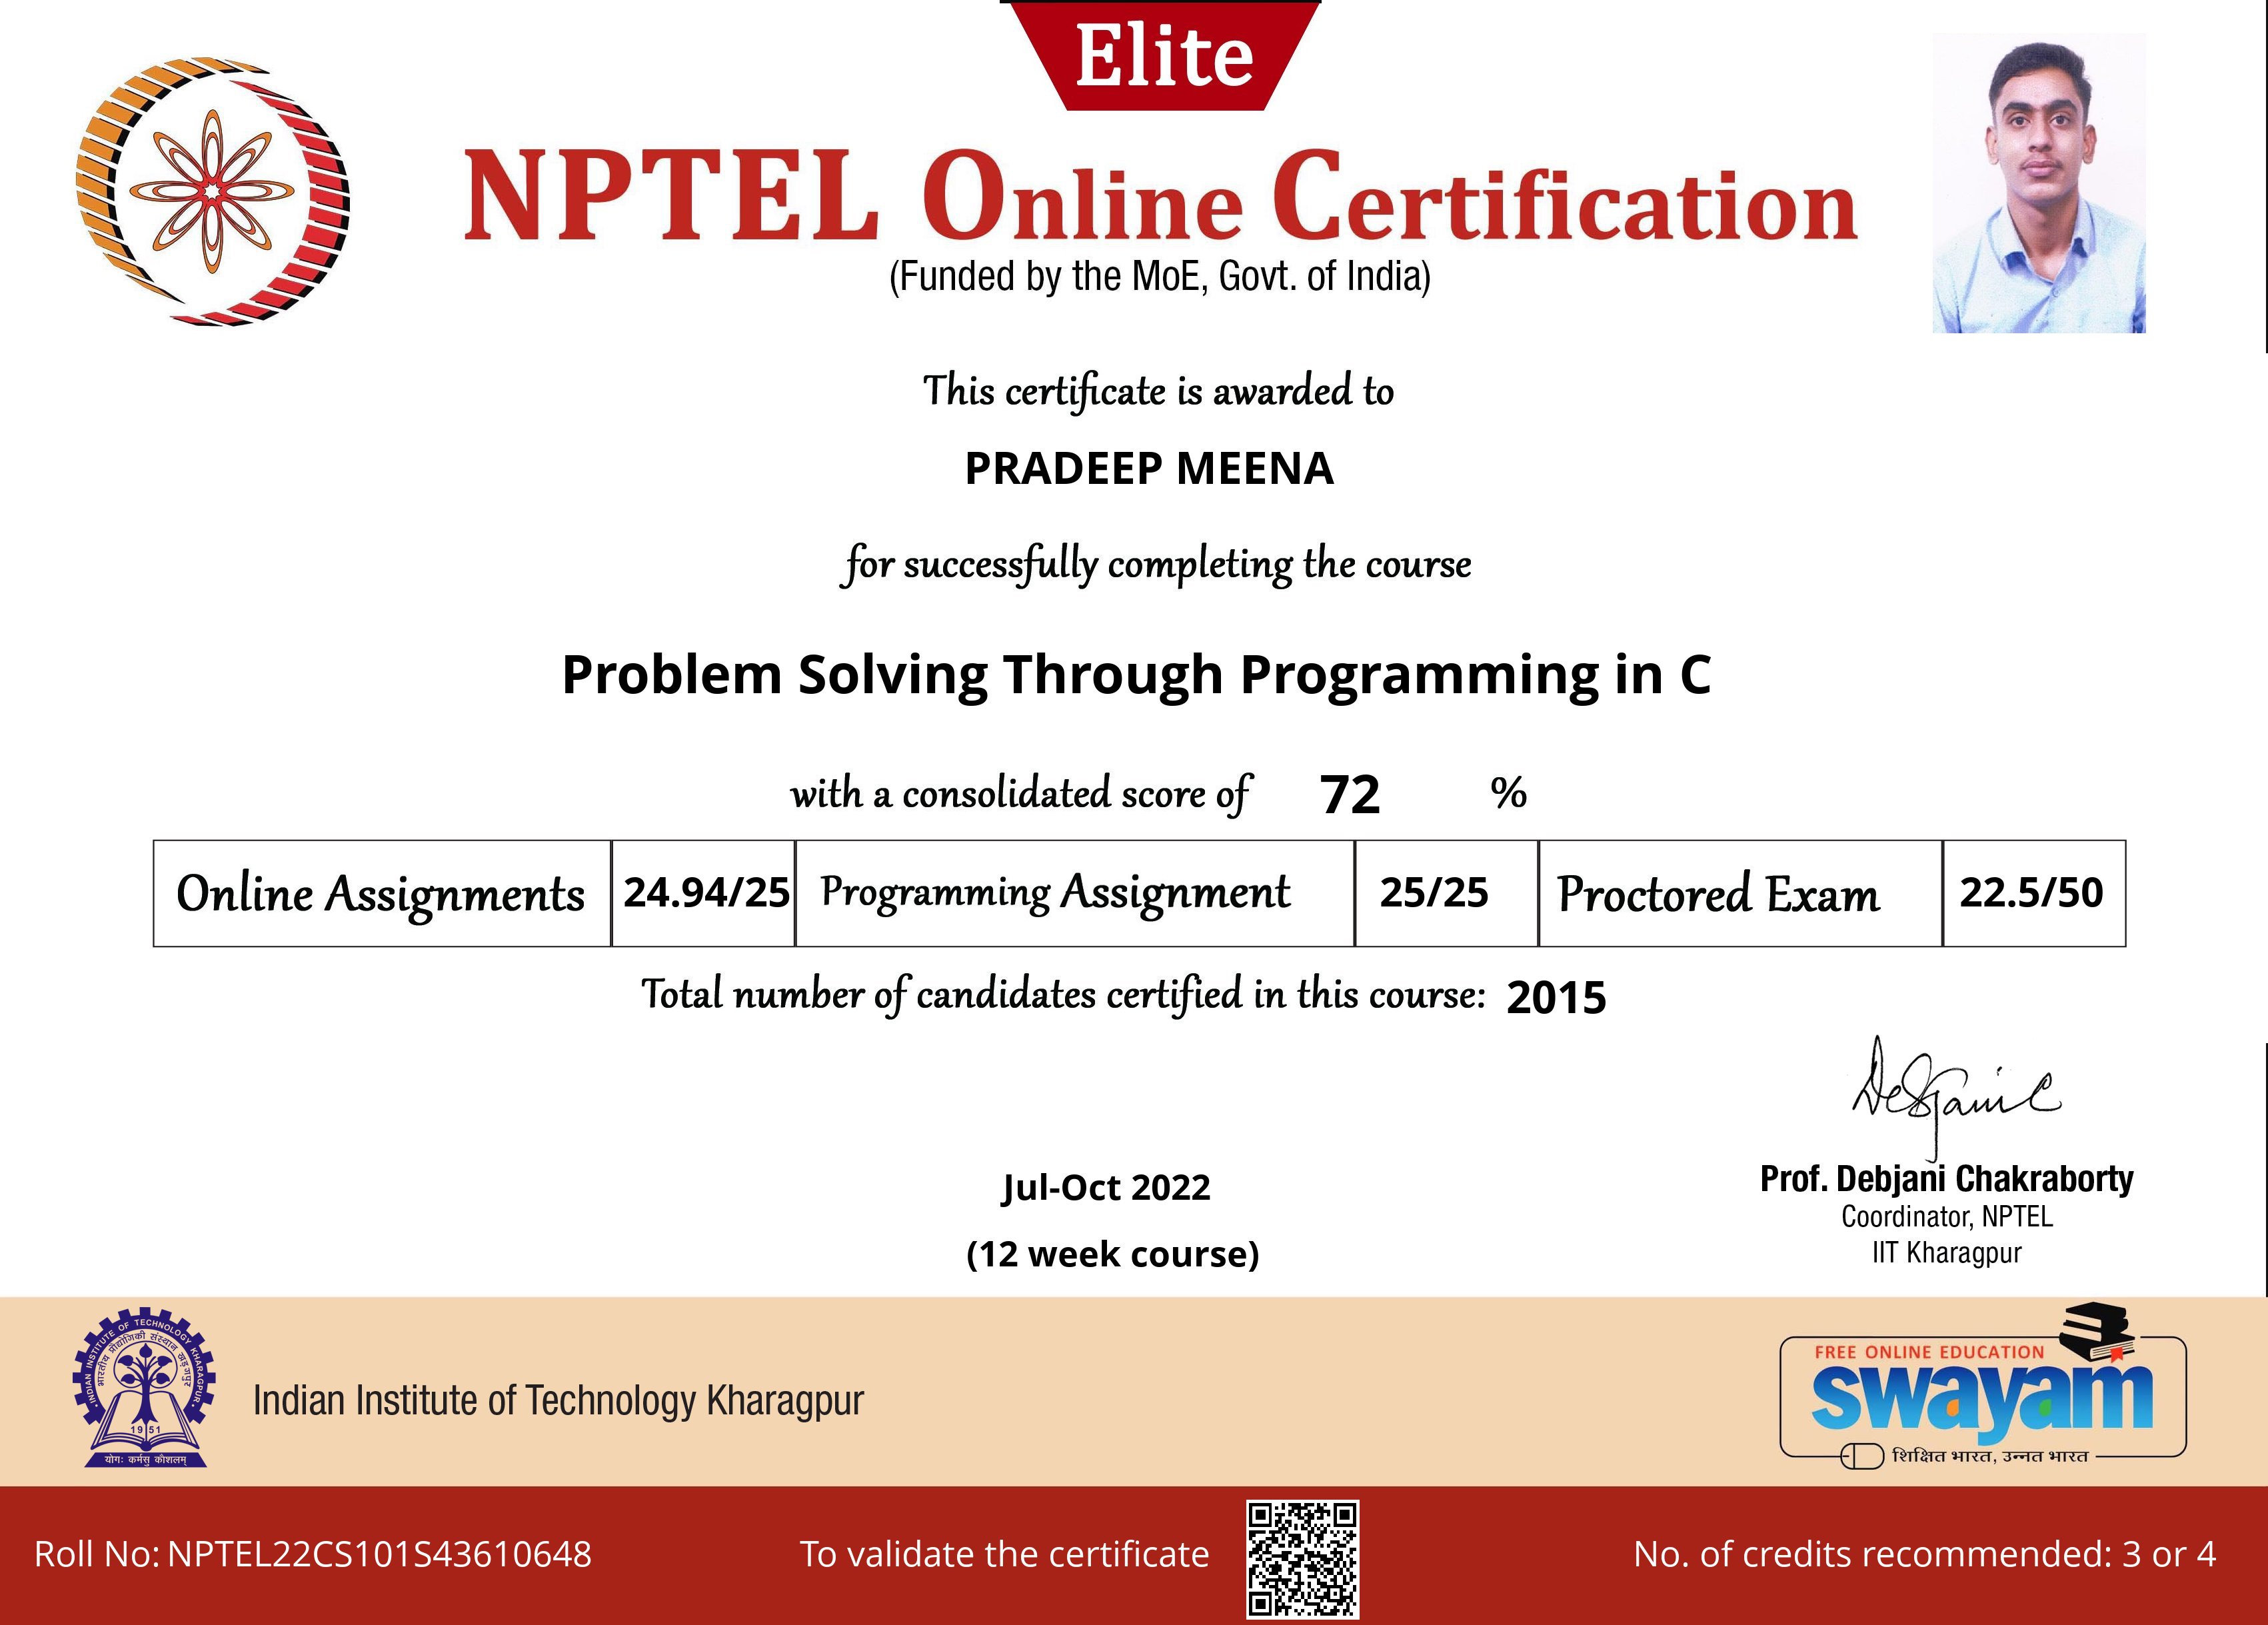 Elite
NPTEL Online Certification
(Funded by the MoE, Govt. of India)
This certificate is awarded to
PRADEEP MEENA
for successfully completing the course
Problem Solving Through Programming in C
with a consolidated score of 72 %
Online Assignments 24.94/25 Programming Assignment 25/25 Proctored Exam 22.5/50
Total number of candidates certified in this course: 2015
Debjani C
Jul-Oct 2022
(12 week course)
Prof. Debjani Chakraborty
Coordinator, NPTEL
IIT Kharagpur
INDIAN INSTITUTE OF TECHNOLOGY KHARAGPUR
भारतीय प्रौद्योगिकी संस्थान खड़गपुर
1951
योगः कर्मसु कौशलम्
Indian Institute of Technology Kharagpur
FREE ONLINE EDUCATION
swayam
शिक्षित भारत, उन्नत भारत
Roll No: NPTEL22CS101S43610648
To validate the certificate
No. of credits recommended: 3 or 4